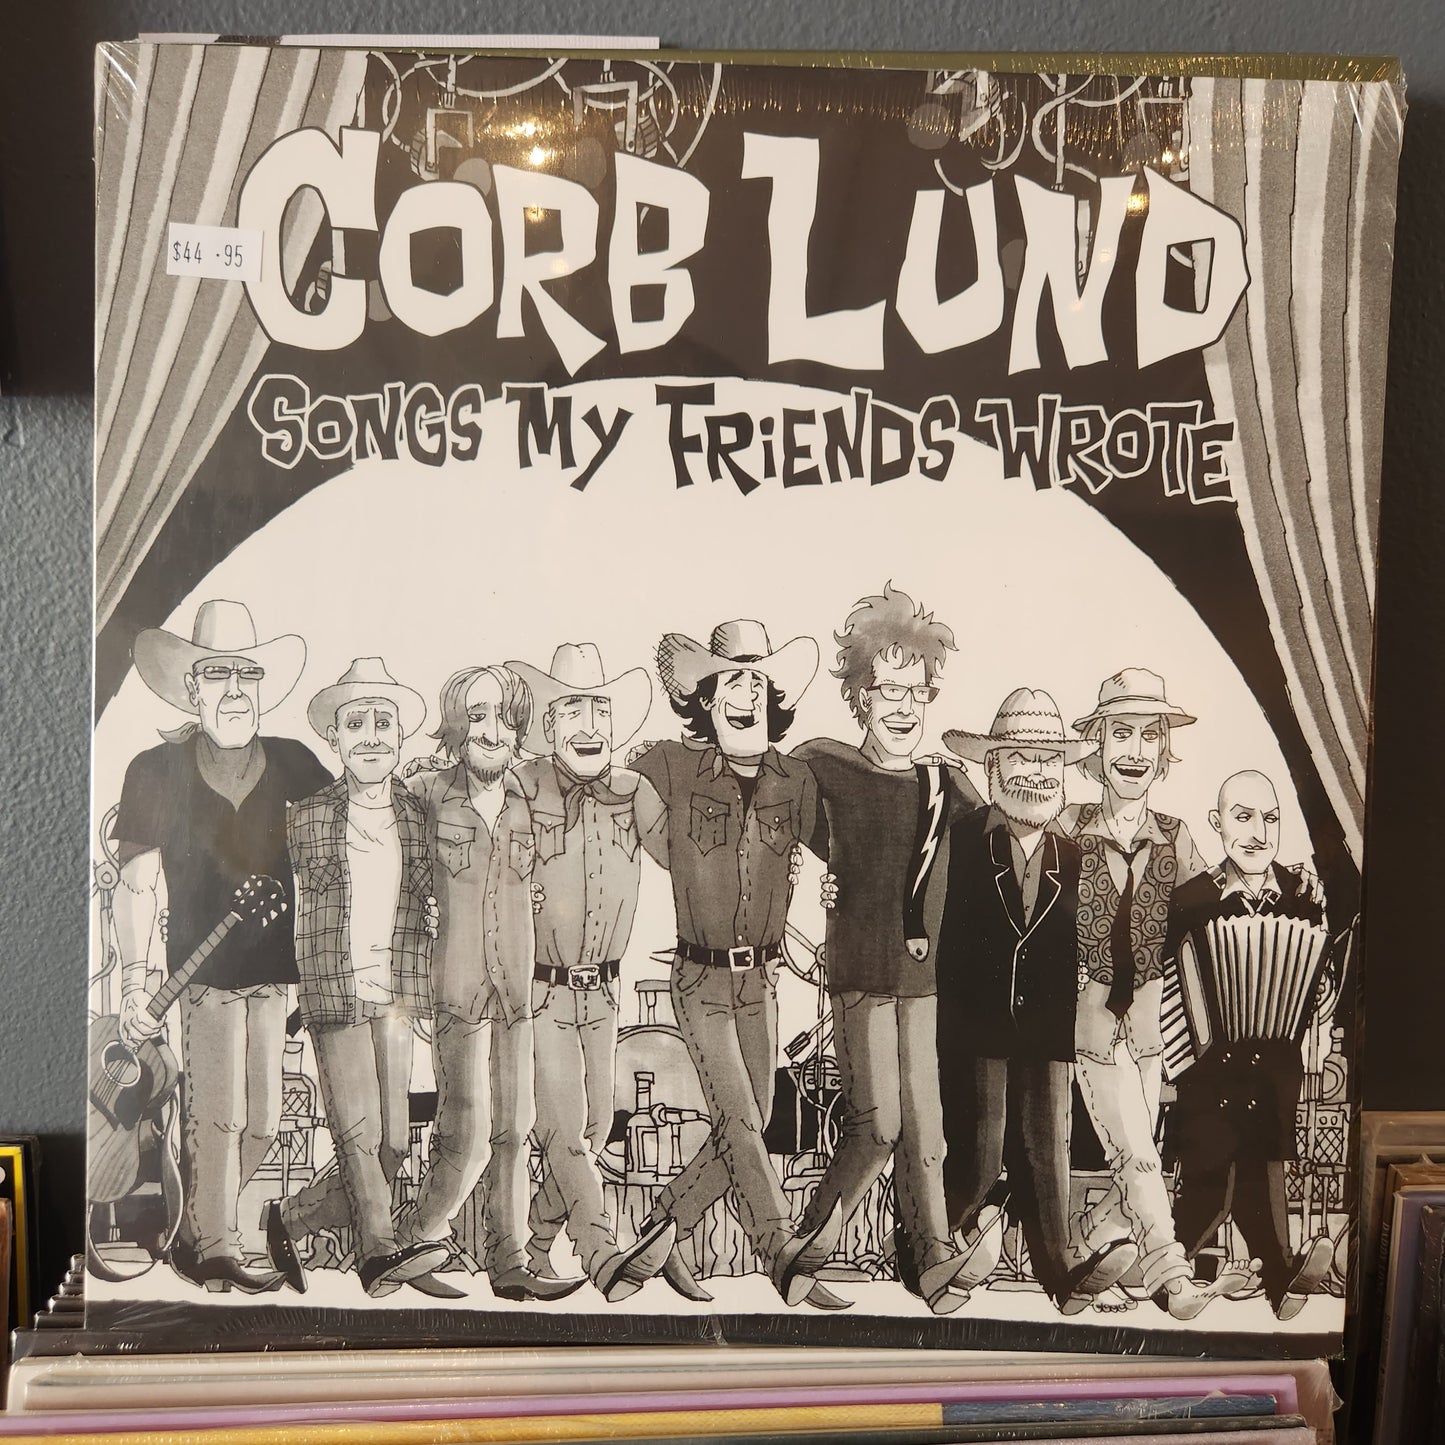 CORB LUND
$44.95
SONGS MY FRIENDS WROTE